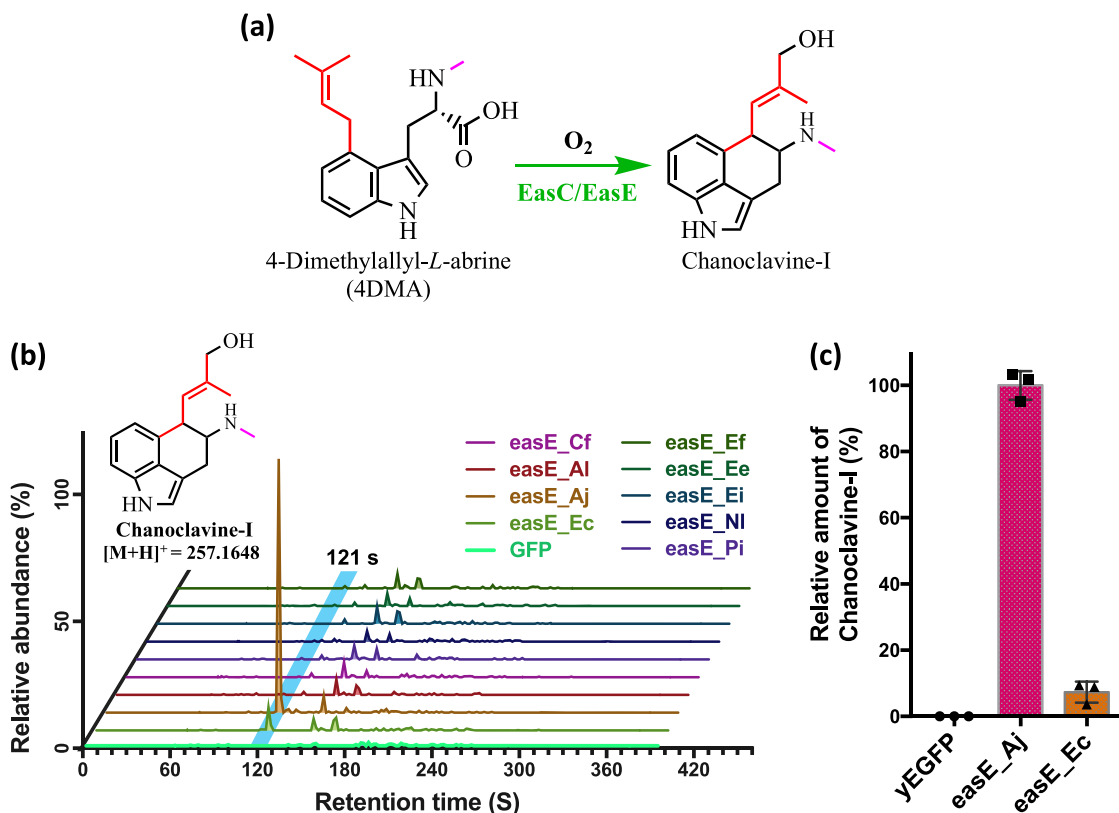 (a)
HN
OH
O
N
H
4-Dimethylallyl-L-abrine
(4DMA)
O2
EasC/EasE
OH
H
N
HN
Chanoclavine-I
(b)
OH
H
N
HN
Chanoclavine-I
[M+H]+ = 257.1648
easE_Cf
easE_Al
easE_Aj
easE_Ec
GFP
easE_Ef
easE_Ee
easE_Ei
easE_Nl
easE_Pi
121 s
Relative abundance (%)
100
50
0
0 60 120 180 240 300 360 420
Retention time (S)
(c)
Relative amount of
Chanoclavine-I (%)
100
80
60
40
20
0
yEGFP
easE_Aj
easE_Ec